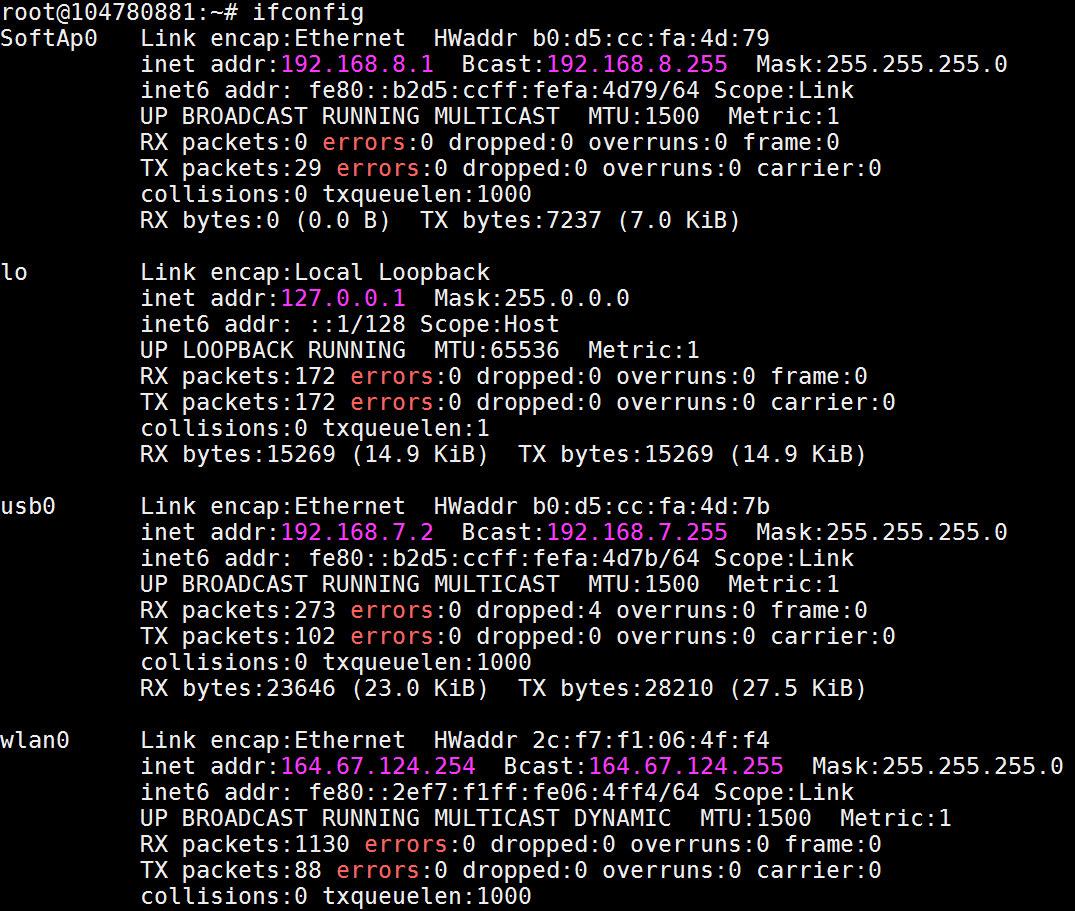 root@104780881:~# ifconfig
SoftAp0   Link encap:Ethernet  HWaddr b0:d5:cc:fa:4d:79
          inet addr:192.168.8.1  Bcast:192.168.8.255  Mask:255.255.255.0
          inet6 addr: fe80::b2d5:ccff:fefa:4d79/64 Scope:Link
          UP BROADCAST RUNNING MULTICAST  MTU:1500  Metric:1
          RX packets:0 errors:0 dropped:0 overruns:0 frame:0
          TX packets:29 errors:0 dropped:0 overruns:0 carrier:0
          collisions:0 txqueuelen:1000
          RX bytes:0 (0.0 B)  TX bytes:7237 (7.0 KiB)

lo        Link encap:Local Loopback
          inet addr:127.0.0.1  Mask:255.0.0.0
          inet6 addr: ::1/128 Scope:Host
          UP LOOPBACK RUNNING  MTU:65536  Metric:1
          RX packets:172 errors:0 dropped:0 overruns:0 frame:0
          TX packets:172 errors:0 dropped:0 overruns:0 carrier:0
          collisions:0 txqueuelen:1
          RX bytes:15269 (14.9 KiB)  TX bytes:15269 (14.9 KiB)

usb0      Link encap:Ethernet  HWaddr b0:d5:cc:fa:4d:7b
          inet addr:192.168.7.2  Bcast:192.168.7.255  Mask:255.255.255.0
          inet6 addr: fe80::b2d5:ccff:fefa:4d7b/64 Scope:Link
          UP BROADCAST RUNNING MULTICAST  MTU:1500  Metric:1
          RX packets:273 errors:0 dropped:4 overruns:0 frame:0
          TX packets:102 errors:0 dropped:0 overruns:0 carrier:0
          collisions:0 txqueuelen:1000
          RX bytes:23646 (23.0 KiB)  TX bytes:28210 (27.5 KiB)

wlan0     Link encap:Ethernet  HWaddr 2c:f7:f1:06:4f:f4
          inet addr:164.67.124.254  Bcast:164.67.124.255  Mask:255.255.255.0
          inet6 addr: fe80::2ef7:f1ff:fe06:4ff4/64 Scope:Link
          UP BROADCAST RUNNING MULTICAST DYNAMIC  MTU:1500  Metric:1
          RX packets:1130 errors:0 dropped:0 overruns:0 frame:0
          TX packets:88 errors:0 dropped:0 overruns:0 carrier:0
          collisions:0 txqueuelen:1000